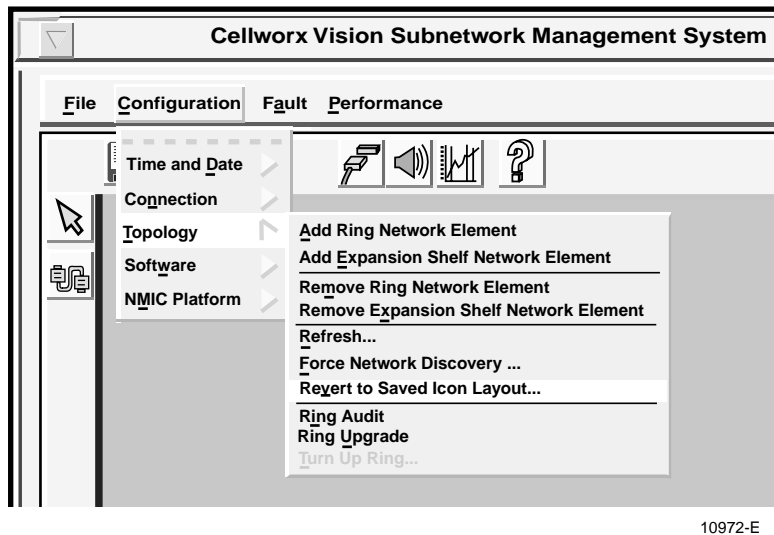 Cellworx Vision Subnetwork Management System
File Configuration Fault Performance
Time and Date
Connection
Topology
Software
NMIC Platform
Add Ring Network Element
Add Expansion Shelf Network Element
Remove Ring Network Element
Remove Expansion Shelf Network Element
Refresh...
Force Network Discovery ...
Revert to Saved Icon Layout...
Ring Audit
Ring Upgrade
Turn Up Ring...
10972-E